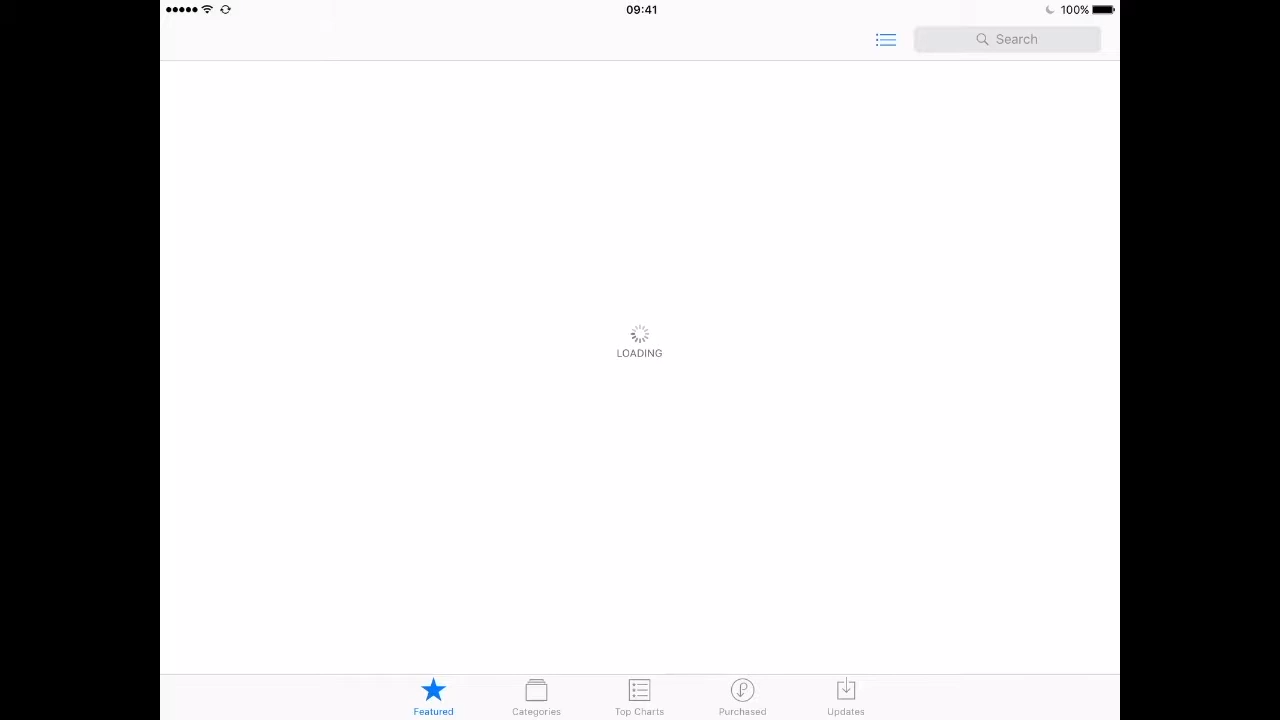 09:41
100%
Search
LOADING
Featured
Categories
Top Charts
Purchased
Updates